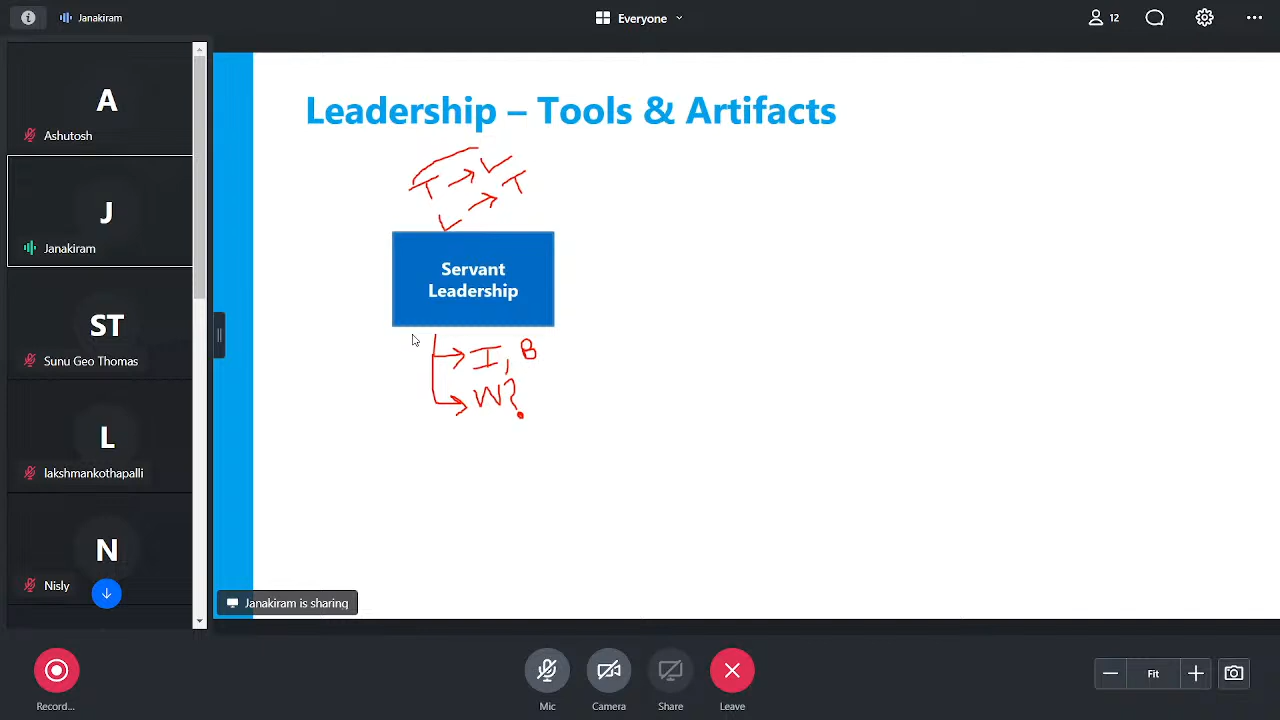 Janakiram
Everyone
12
A
Ashutosh
J
Janakiram
ST
Sunu Geo Thomas
L
lakshmankothapalli
N
Nisly
Leadership – Tools & Artifacts
T → ✓
✓ → T
Servant
Leadership
→ I, B
→ W?
Janakiram is sharing
Record...
Mic
Camera
Share
Leave
Fit